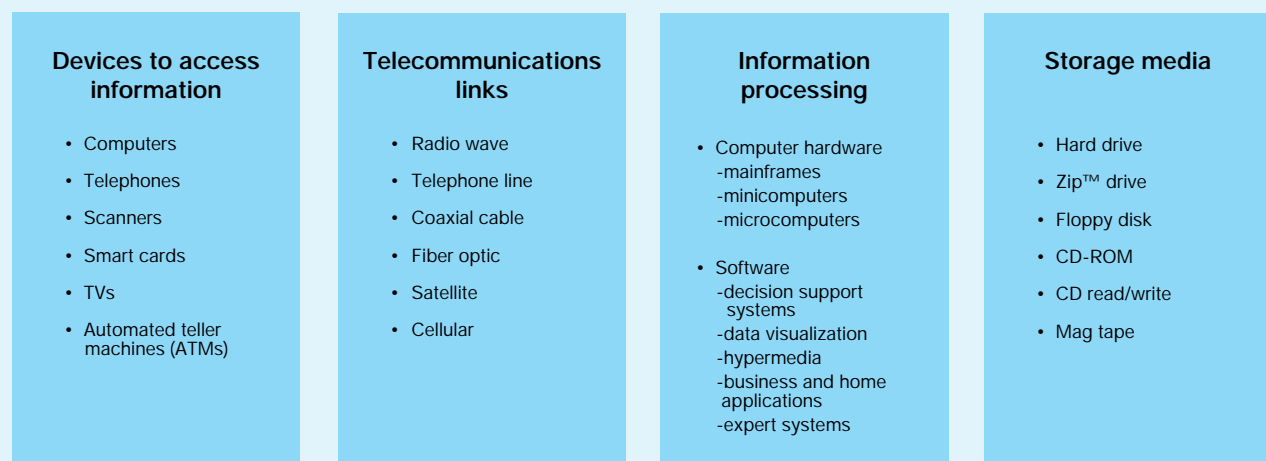 Devices to access
information
• Computers
• Telephones
• Scanners
• Smart cards
• TVs
• Automated teller
machines (ATMs)
Telecommunications
links
• Radio wave
• Telephone line
• Coaxial cable
• Fiber optic
• Satellite
• Cellular
Information
processing
• Computer hardware
-mainframes
-minicomputers
-microcomputers
• Software
-decision support
systems
-data visualization
-hypermedia
-business and home
applications
-expert systems
Storage media
• Hard drive
• Zip™ drive
• Floppy disk
• CD-ROM
• CD read/write
• Mag tape